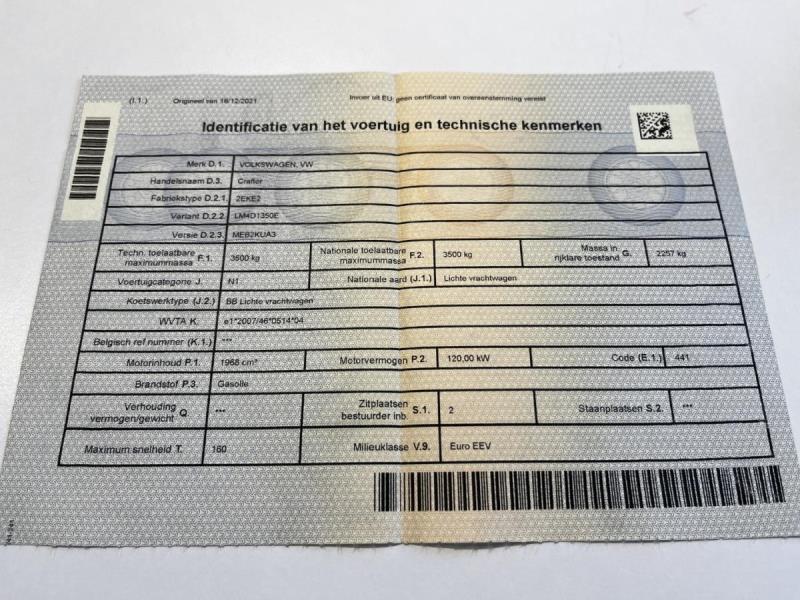 (I.1.) Origineel van 16/12/2021 Invoer uit EU: geen certificaat van overeenstemming vereist
Identificatie van het voertuig en technische kenmerken
Merk D.1. VOLKSWAGEN, VW
Handelsnaam D.3. Crafter
Fabriekstype D.2.1. 2EKE2
Variant D.2.2. LM4D1350E
Versie D.2.3. MEB2KUA3
Techn. toelaatbare maximummassa F.1. 3500 kg Nationale toelaatbare maximummassa F.2. 3500 kg Massa in rijklare toestand G. 2257 kg
Voertuigcategorie J. N1 Nationale aard (J.1.) Lichte vrachtwagen
Koetswerktype (J.2.) BB Lichte vrachtwagen
WVTA K. e1*2007/46*0514*04
Belgisch ref nummer (K.1.) ***
Motorinhoud P.1. 1968 cm³ Motorvermogen P.2. 120,00 kW Code (E.1.) 441
Brandstof P.3. Gasolie
Verhouding vermogen/gewicht Q *** Zitplaatsen bestuurder inb S.1. 2 Staanplaatsen S.2. ***
Maximum snelheid T. 160 Milieuklasse V.9. Euro EEV